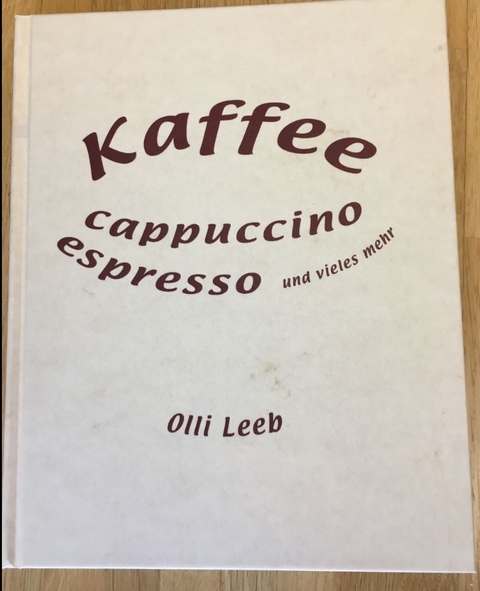 Kaffee
cappuccino
espresso und vieles mehr
Olli Leeb